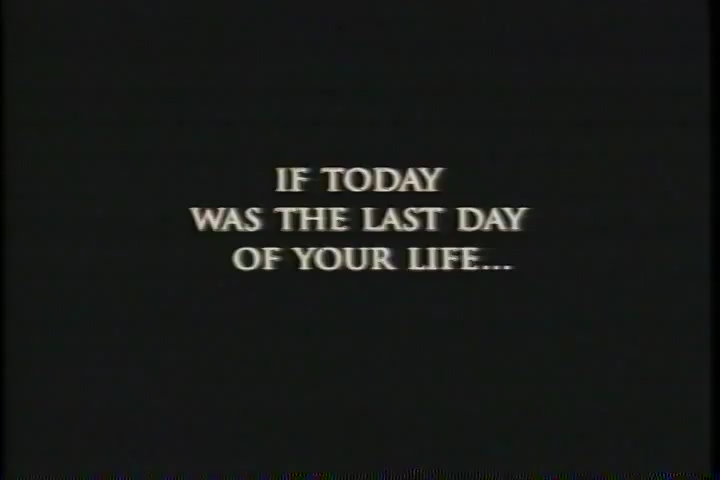 IF TODAY
WAS THE LAST DAY
OF YOUR LIFE...